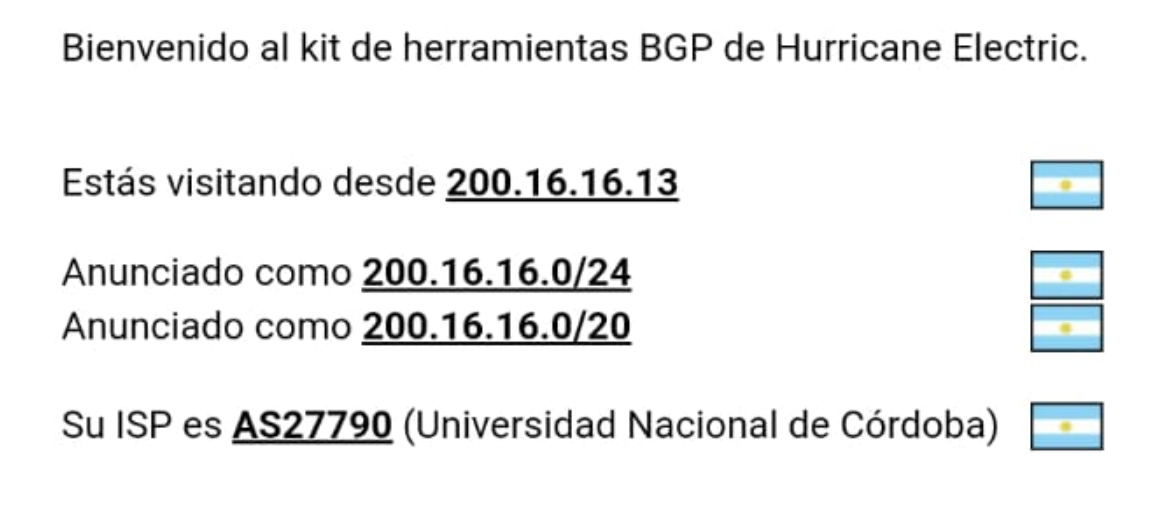 Bienvenido al kit de herramientas BGP de Hurricane Electric.
Estás visitando desde 200.16.16.13
Anunciado como 200.16.16.0/24
Anunciado como 200.16.16.0/20
Su ISP es AS27790 (Universidad Nacional de Córdoba)